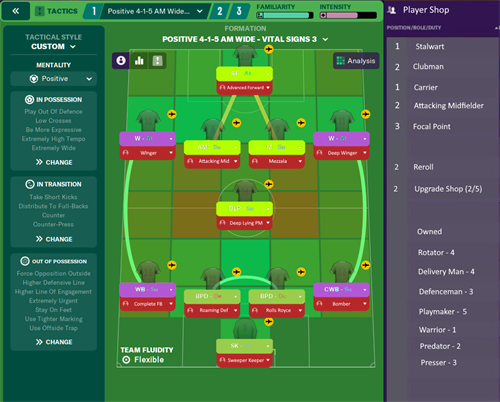 TACTICS
1
Positive 4-1-5 AM Wide...
2
3
FAMILIARITY
INTENSITY
TACTICAL STYLE
CUSTOM
MENTALITY
Positive
IN POSSESSION
Play Out Of Defence
Low Crosses
Be More Expressive
Extremely High Tempo
Extremely Wide
CHANGE
IN TRANSITION
Take Short Kicks
Distribute To Full-Backs
Counter
Counter-Press
CHANGE
OUT OF POSSESSION
Force Opposition Outside
Higher Defensive Line
Higher Line Of Engagement
Extremely Urgent
Stay On Feet
Use Tighter Marking
Use Offside Trap
CHANGE
FORMATION
POSITIVE 4-1-5 AM WIDE - VITAL SIGNS 3
Analysis
Advanced Forward
W
Winger
Attacking Mid
Mezzala
W
Deep Winger
Deep Lying PM
WB - Su
Complete FB
BPD - De
Roaming Def
BPD - De
Rolls Royce
CWB - Su
Bomber
SK -
Sweeper Keeper
TEAM FLUIDITY
Flexible
Player Shop
POSITION/ROLE/DUTY
1 Stalwart
2 Clubman
1 Carrier
2 Attacking Midfielder
3 Focal Point
2 Reroll
2 Upgrade Shop (2/5)
Owned
Rotator - 4
Delivery Man - 4
Defenceman - 3
Playmaker - 5
Warrior - 1
Predator - 2
Presser - 3